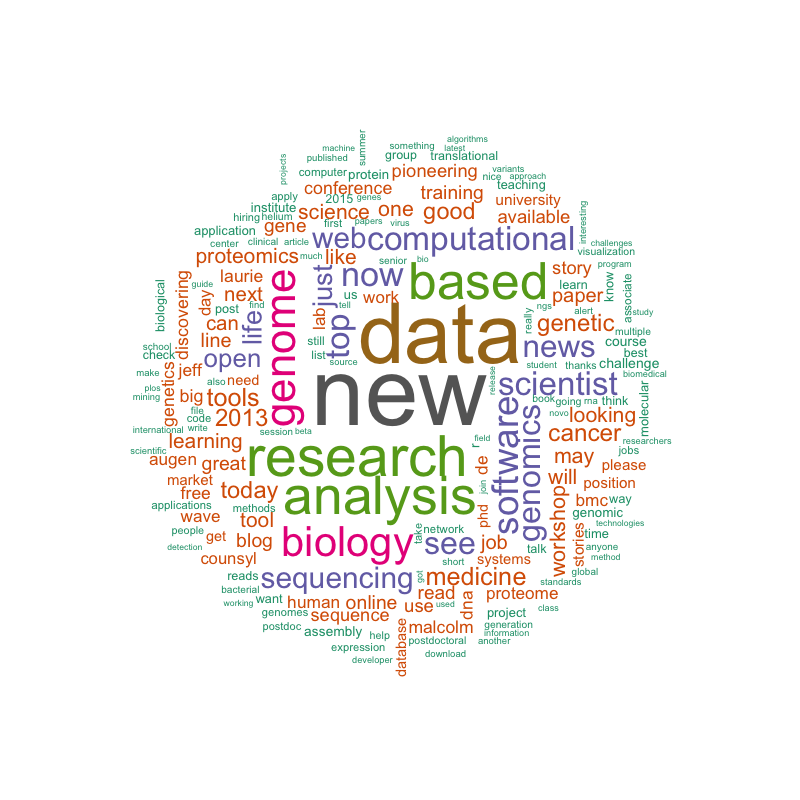 algorithms
machine
something
latest
summer
published
group
translational
variants
projects
computer
protein
pioneering
nice
approach
conference
training
teaching
apply
2015
genes
institute
science
one
good
university
interesting
hiring
helium
first
papers
virus
available
application
gene
webcomputational
challenges
center
clinical
article
much
like
senior
bio
visualization
proteomics
just
now
based
story
program
biological
discovering
guide
laurie
find
us
tell
work
learn
know
associate
day
next
post
genome
lab
data
really
ngs
paper
alert
study
can
life
top
genetic
multiple
line
still
news
course
school
check
open
list
source
student
thanks
best
challenge
make
jeff
also
need
new
release
scientist
biomedical
plos
mining
genetics
big
tools
book
going
rna
think
molecular
file
code
2013
novo
looking
international
write
session
beta
software
genomics
cancer
researchers
scientific
learning
research
r
field
may
jobs
augen
great
de
will
please
market
free
today
analysis
join
position
applications
methods
phd
workshop
bmc
way
wave
tool
genomic
people
get
blog
biology
take
network
see
job
talk
stories
time
technologies
detection
counsyl
short
systems
anyone
method
reads
sequencing
got
medicine
global
bacterial
standards
working
want
human
online
read
used
dna
proteome
class
genomes
sequence
use
project
postdoc
assembly
help
database
malcolm
generation
information
expression
postdoctoral
another
developer
download